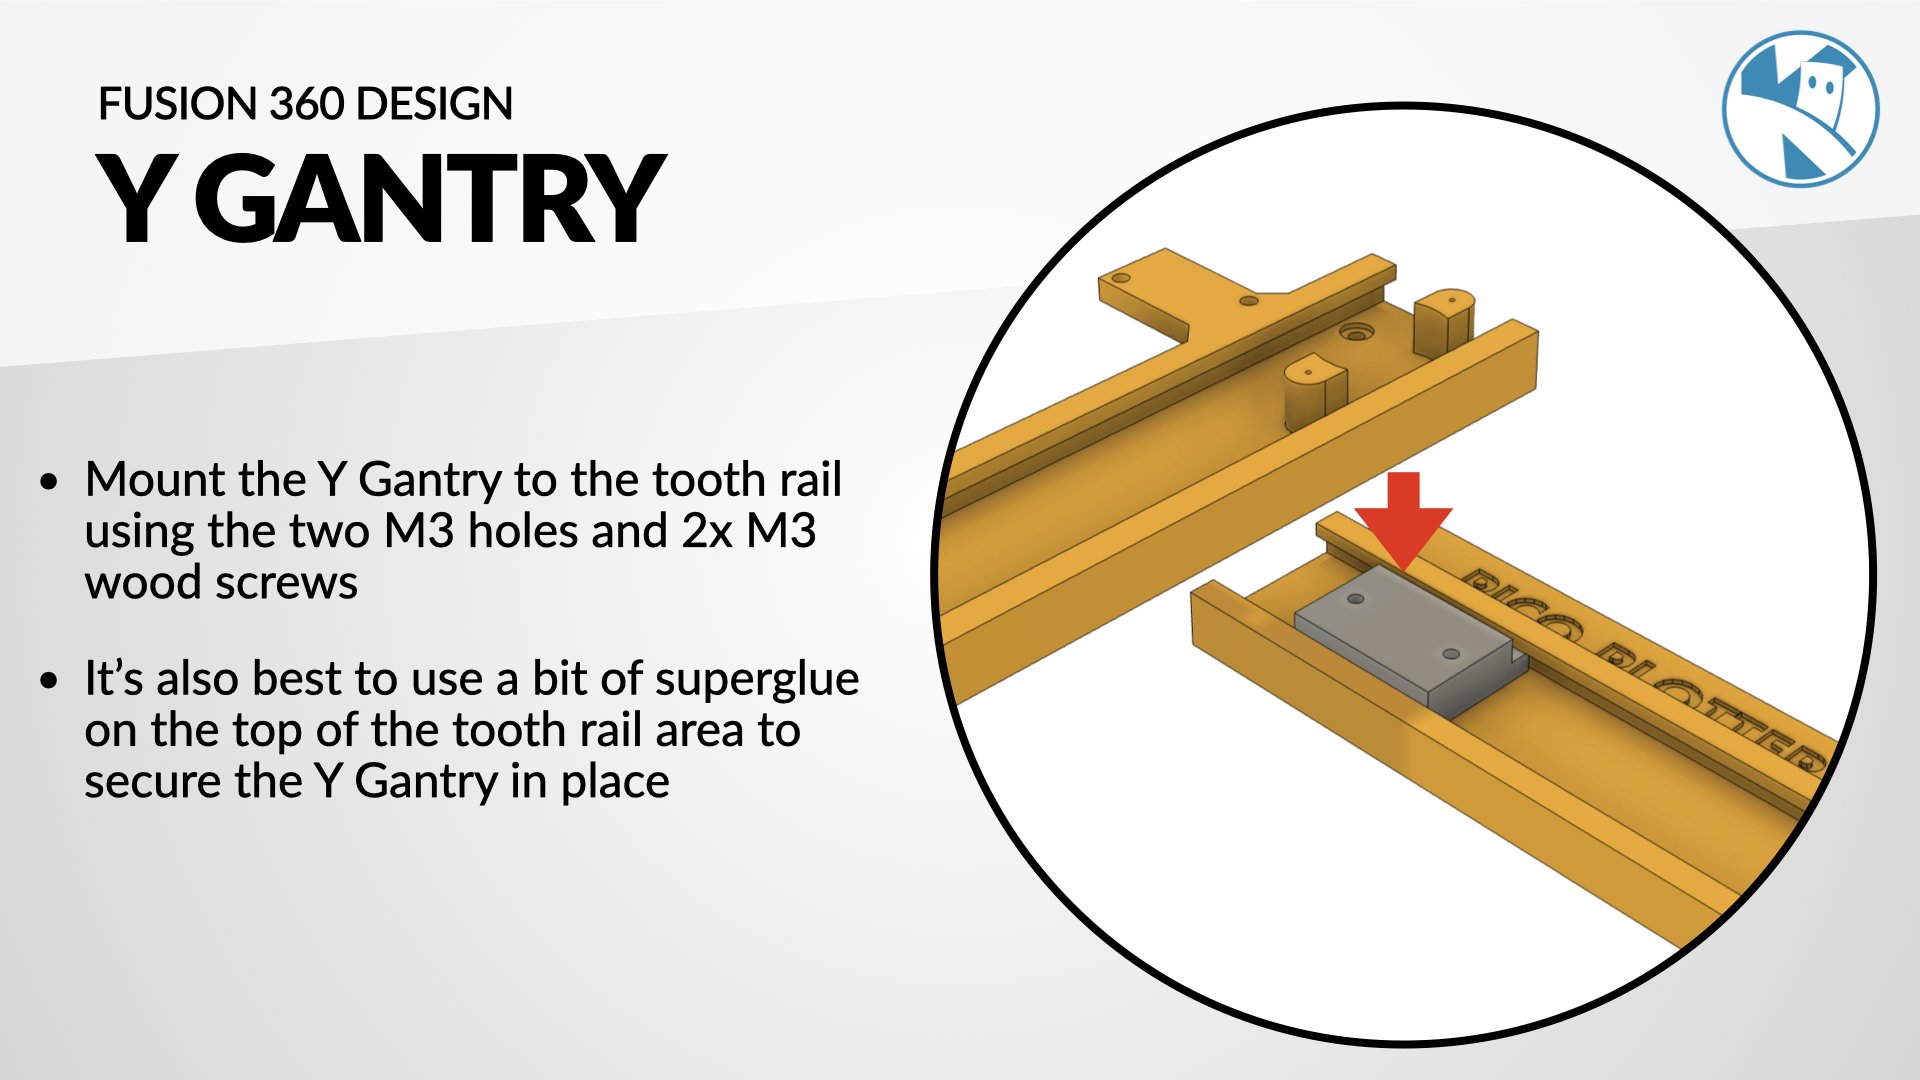 FUSION 360 DESIGN
Y GANTRY
• Mount the Y Gantry to the tooth rail
using the two M3 holes and 2x M3
wood screws
• It’s also best to use a bit of superglue
on the top of the tooth rail area to
secure the Y Gantry in place
PICO PLOTTER